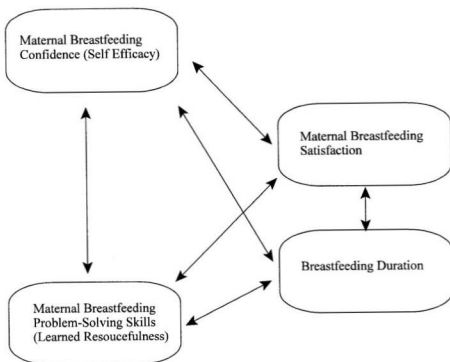 Maternal Breastfeeding
Confidence (Self Efficacy)
Maternal Breastfeeding
Satisfaction
Breastfeeding Duration
Maternal Breastfeeding
Problem-Solving Skills
(Learned Resoucefulness)